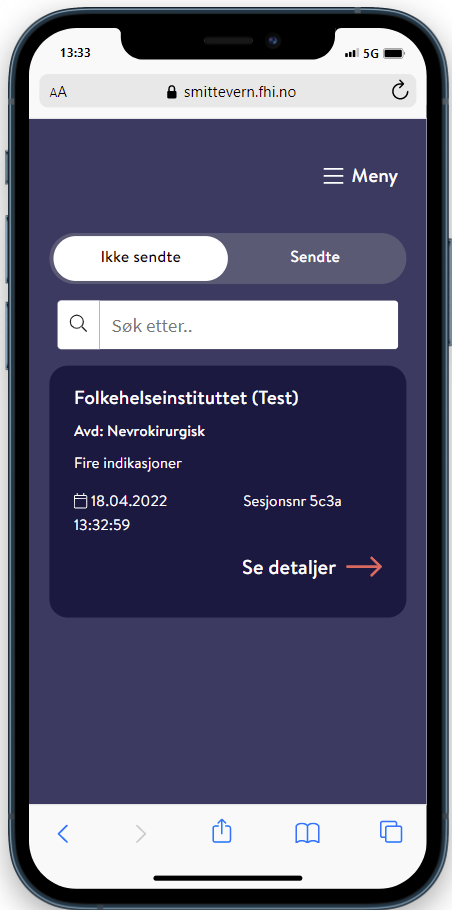 13:33
5G
AA
smittevern.fhi.no
Meny
Ikke sendte
Sendte
Søk etter..
Folkehelseinstituttet (Test)
Avd: Nevrokirurgisk
Fire indikasjoner
18.04.2022
13:32:59
Sesjonsnr 5c3a
Se detaljer